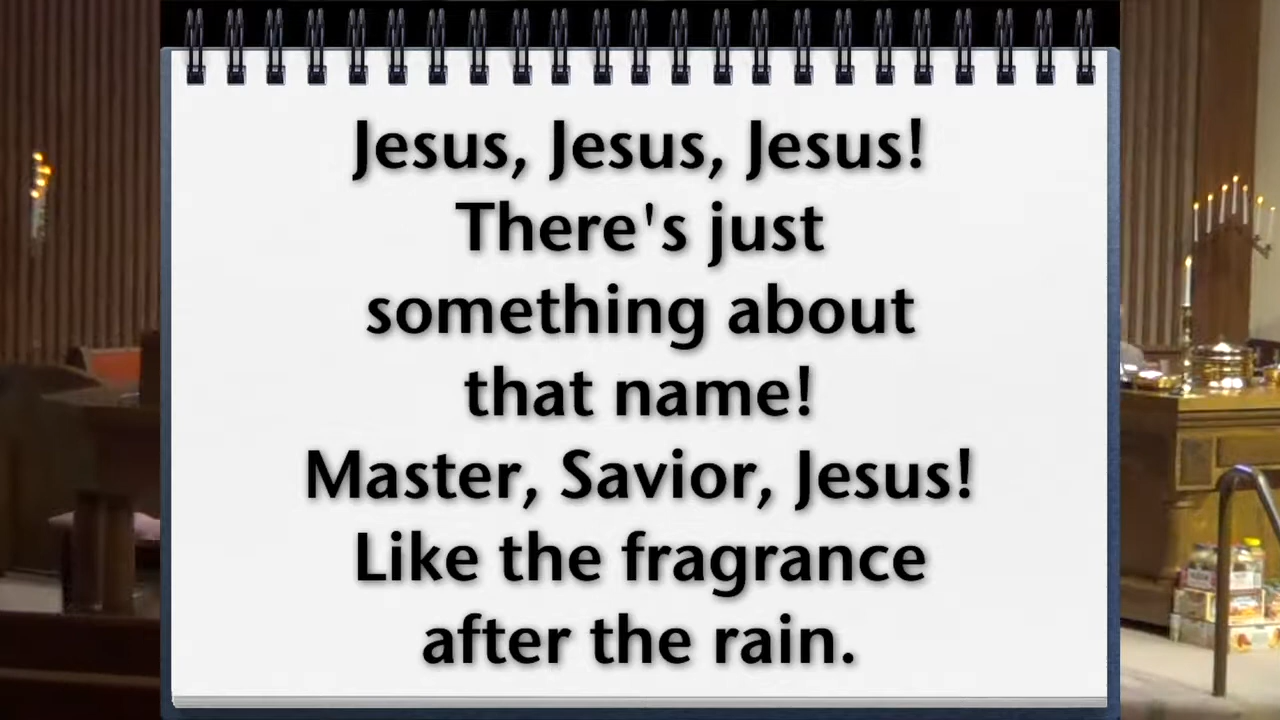 Jesus, Jesus, Jesus!
There's just
something about
that name!
Master, Savior, Jesus!
Like the fragrance
after the rain.